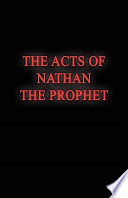 THE ACTS OF
NATHAN
THE PROPHET